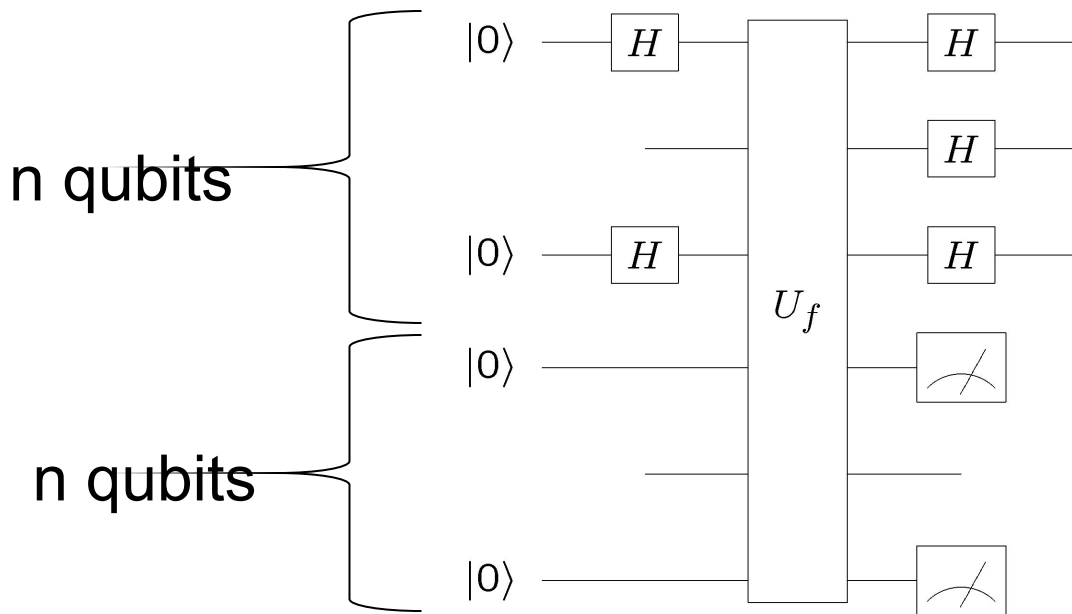 |0⟩ H H
H
n qubits
|0⟩ H H
U_f
|0⟩
n qubits
|0⟩